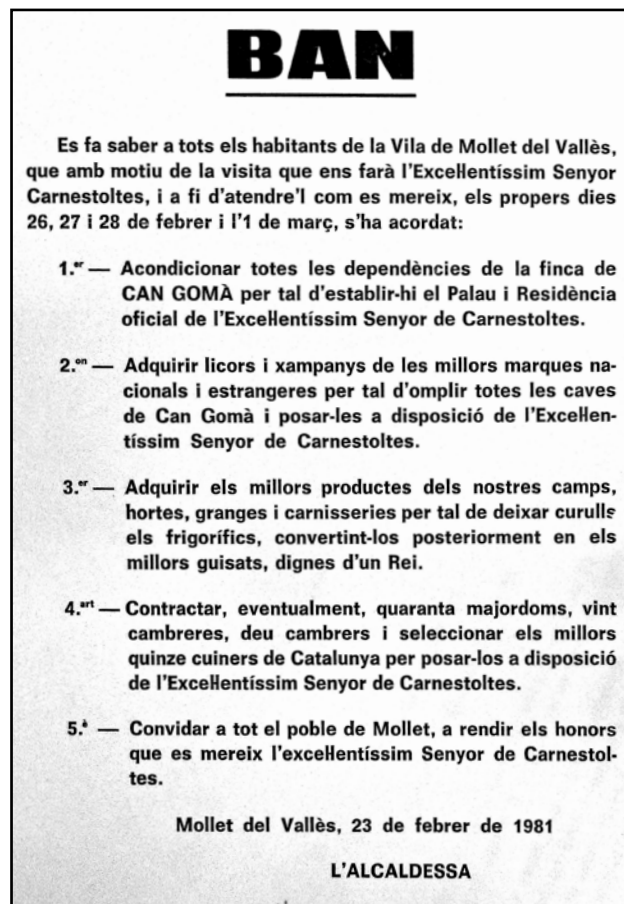 BAN
Es fa saber a tots els habitants de la Vila de Mollet del Vallès,
que amb motiu de la visita que ens farà l'Excel·lentíssim Senyor
Carnestoltes, i a fi d'atendre'l com es mereix, els propers dies
26, 27 i 28 de febrer i l'1 de març, s'ha acordat:
1.er — Acondicionar totes les dependències de la finca de
CAN GOMÀ per tal d'establir-hi el Palau i Residència
oficial de l'Excel·lentíssim Senyor de Carnestoltes.
2.on — Adquirir licors i xampanys de les millors marques na-
cionals i estrangeres per tal d'omplir totes les caves
de Can Gomà i posar-les a disposició de l'Excel·len-
tíssim Senyor de Carnestoltes.
3.er — Adquirir els millors productes dels nostres camps,
hortes, granges i carnisseries per tal de deixar curulls
els frigorífics, convertint-los posteriorment en els
millors guisats, dignes d'un Rei.
4.art — Contractar, eventualment, quaranta majordoms, vint
cambreres, deu cambrers i seleccionar els millors
quinze cuiners de Catalunya per posar-los a disposició
de l'Excel·lentíssim Senyor de Carnestoltes.
5.è — Convidar a tot el poble de Mollet, a rendir els honors
que es mereix l'excel·lentíssim Senyor de Carnestol-
tes.
Mollet del Vallès, 23 de febrer de 1981
L'ALCALDESSA